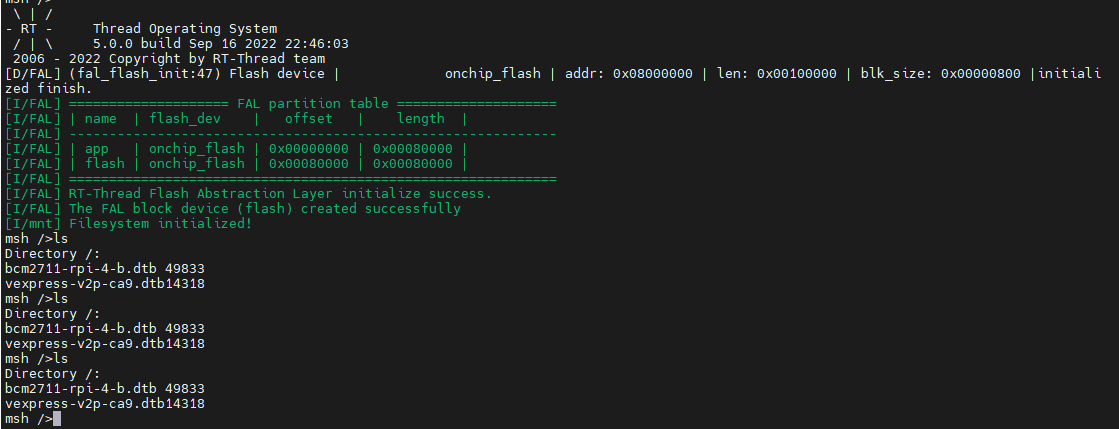 msh />
 \ | /
- RT -     Thread Operating System
 / | \     5.0.0 build Sep 16 2022 22:46:03
 2006 - 2022 Copyright by RT-Thread team
[D/FAL] (fal_flash_init:47) Flash device |             onchip_flash | addr: 0x08000000 | len: 0x00100000 | blk_size: 0x00000800 |initiali
zed finish.
[I/FAL] ==================== FAL partition table ====================
[I/FAL] | name  | flash_dev    |   offset   |    length  |
[I/FAL] -------------------------------------------------------------
[I/FAL] | app   | onchip_flash | 0x00000000 | 0x00080000 |
[I/FAL] | flash | onchip_flash | 0x00080000 | 0x00080000 |
[I/FAL] =============================================================
[I/FAL] RT-Thread Flash Abstraction Layer initialize success.
[I/FAL] The FAL block device (flash) created successfully
[I/mnt] Filesystem initialized!
msh />ls
Directory /:
bcm2711-rpi-4-b.dtb 49833
vexpress-v2p-ca9.dtb14318
msh />ls
Directory /:
bcm2711-rpi-4-b.dtb 49833
vexpress-v2p-ca9.dtb14318
msh />ls
Directory /:
bcm2711-rpi-4-b.dtb 49833
vexpress-v2p-ca9.dtb14318
msh />